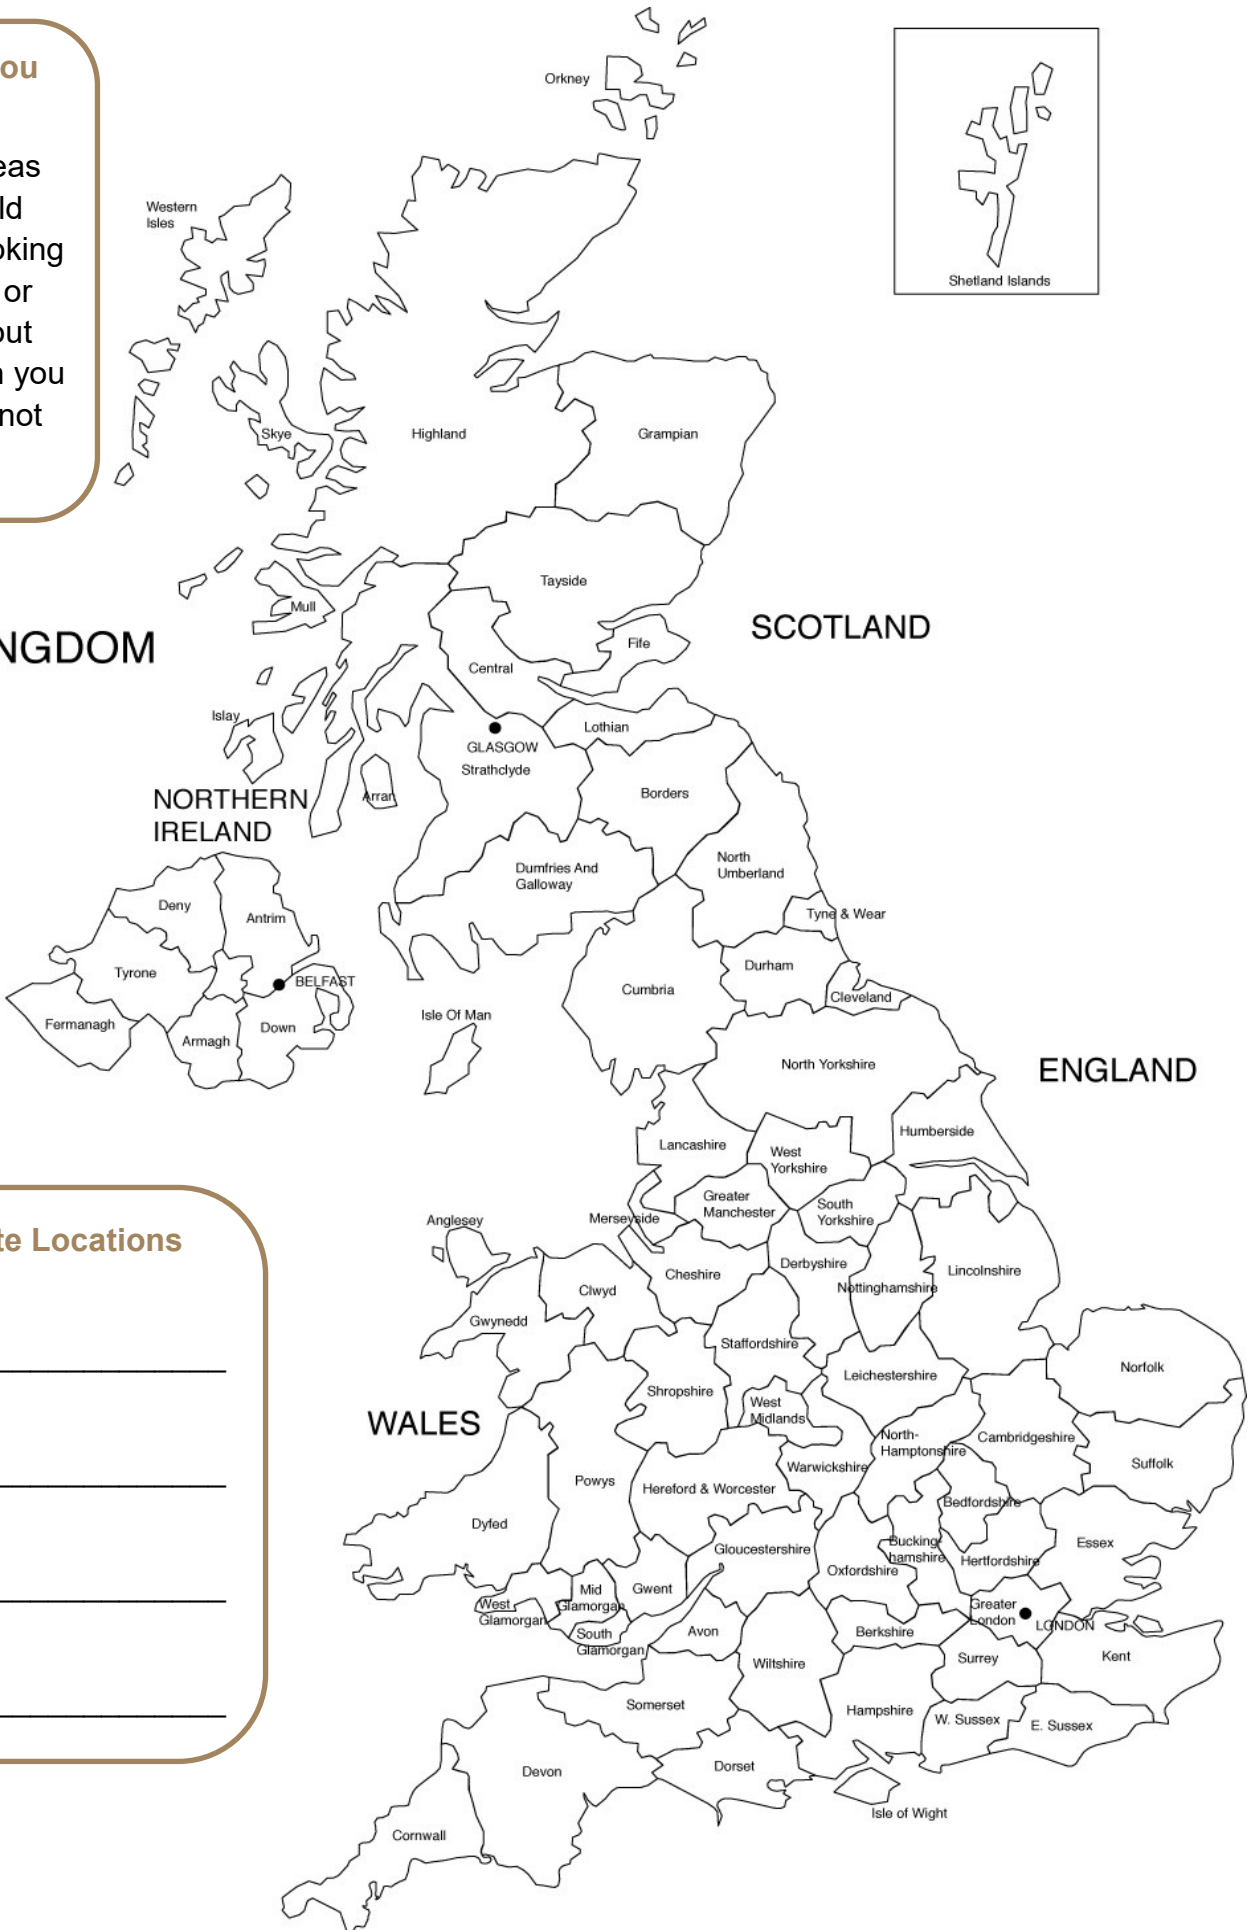 ou
eas
ld
oking
or
out
n you
not
Orkney
Western
Isles
Shetland Islands
Skye
Highland
Grampian
Tayside
Mull
Fife
SCOTLAND
NGDOM
Central
Islay
Lothian
GLASGOW
Strathclyde
Arran
Borders
NORTHERN
IRELAND
Dumfries And
Galloway
North
Umberland
Deny
Antrim
Tyne & Wear
Tyrone
BELFAST
Durham
Cumbria
Cleveland
Fermanagh
Armagh
Down
Isle Of Man
North Yorkshire
ENGLAND
Lancashire
West
Yorkshire
Humberside
Greater
Manchester
South
Yorkshire
Merseyside
Anglesey
te Locations
Cheshire
Derbyshire
Nottinghamshire
Lincolnshire
Clwyd
Gwynedd
Staffordshire
Leichestershire
Norfolk
Shropshire
West
Midlands
WALES
North-
Hamptonshire
Cambridgeshire
Suffolk
Powys
Hereford & Worcester
Warwickshire
Bedfordshire
Dyfed
Gloucestershire
Bucking-
hamshire
Hertfordshire
Essex
Oxfordshire
Mid
Glamorgan
Gwent
West
Glamorgan
South
Glamorgan
Avon
Berkshire
Greater
London
LONDON
Wiltshire
Surrey
Kent
Somerset
Hampshire
W. Sussex
E. Sussex
Devon
Dorset
Isle of Wight
Cornwall